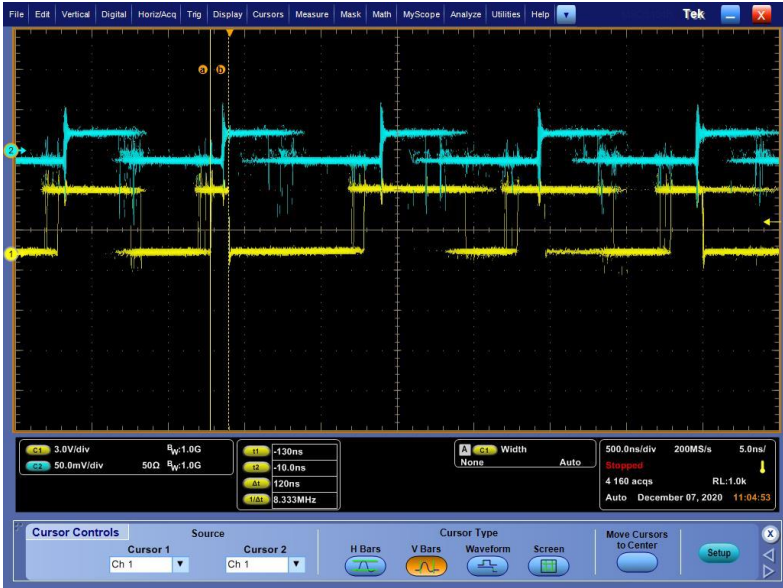 File Edit Vertical Digital Horiz/Acq Trig Display Cursors Measure Mask Math MyScope Analyze Utilities Help Tek X
a b
2
1
C1 3.0V/div BW:1.0G
C2 50.0mV/div 50Ω BW:1.0G
t1 -130ns
t2 -10.0ns
Δt 120ns
1/Δt 8.333MHz
A C1 Width
None Auto
500.0ns/div 200MS/s 5.0ns/
Stopped
4 160 acqs RL:1.0k
Auto December 07, 2020 11:04:53
Cursor Controls Source Cursor Type Move Cursors to Center X
Cursor 1 Cursor 2 H Bars V Bars Waveform Screen Setup
Ch 1 Ch 1